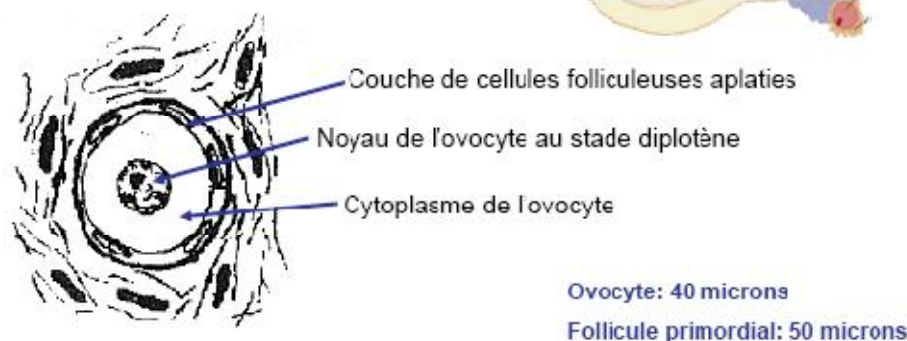 Couche de cellules folliculeuses aplaties
Noyau de l'ovocyte au stade diplotène
Cytoplasme de l'ovocyte
Ovocyte: 40 microns
Follicule primordial: 50 microns